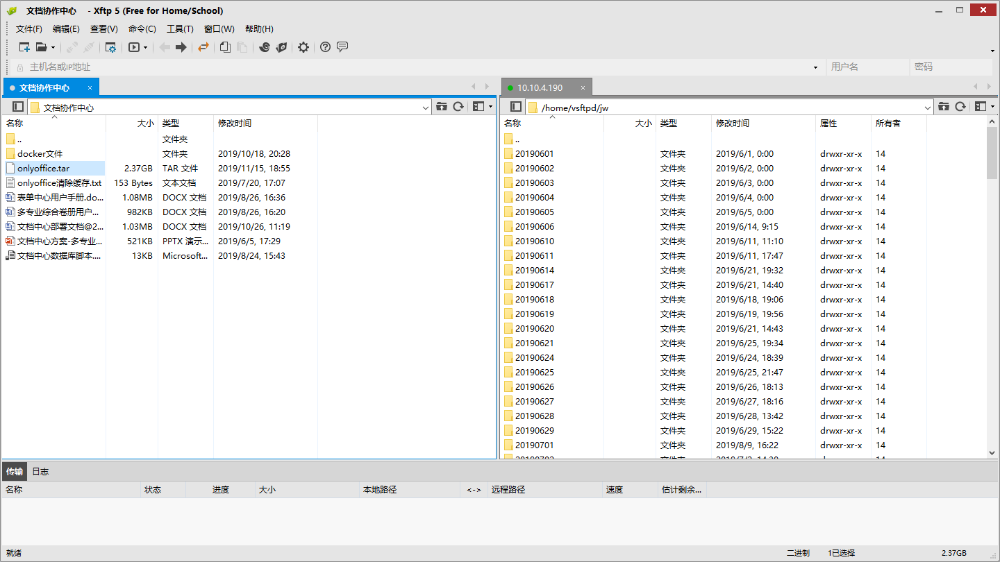 文档协作中心 - Xftp 5 (Free for Home/School)
文件(F) 编辑(E) 查看(V) 命令(C) 工具(T) 窗口(W) 帮助(H)
主机名或IP地址 用户名 密码
文档协作中心 ×
文档协作中心
名称 大小 类型 修改时间
.. 文件夹
docker文件 文件夹 2019/10/18, 20:28
onlyoffice.tar 2.37GB TAR 文件 2019/11/15, 18:55
onlyoffice清除缓存.txt 153 Bytes 文本文档 2019/7/20, 17:07
表单中心用户手册.do... 1.08MB DOCX 文档 2019/8/26, 16:36
多专业综合卷册用户... 982KB DOCX 文档 2019/8/26, 16:20
文档中心部署文档@2... 1.03MB DOCX 文档 2019/10/26, 11:19
文档中心方案-多专业... 521KB PPTX 演示... 2019/6/5, 17:29
文档中心数据库脚本.... 13KB Microsoft... 2019/8/24, 15:43
10.10.4.190 ×
/home/vsftpd/jw
名称 大小 类型 修改时间 属性 所有者
..
20190601 文件夹 2019/6/1, 0:00 drwxr-xr-x 14
20190602 文件夹 2019/6/2, 0:00 drwxr-xr-x 14
20190603 文件夹 2019/6/3, 0:00 drwxr-xr-x 14
20190604 文件夹 2019/6/4, 0:00 drwxr-xr-x 14
20190605 文件夹 2019/6/5, 0:00 drwxr-xr-x 14
20190606 文件夹 2019/6/14, 9:15 drwxr-xr-x 14
20190610 文件夹 2019/6/11, 11:10 drwxr-xr-x 14
20190611 文件夹 2019/6/11, 17:47 drwxr-xr-x 14
20190614 文件夹 2019/6/21, 19:32 drwxr-xr-x 14
20190617 文件夹 2019/6/21, 14:40 drwxr-xr-x 14
20190618 文件夹 2019/6/18, 19:06 drwxr-xr-x 14
20190619 文件夹 2019/6/19, 19:56 drwxr-xr-x 14
20190620 文件夹 2019/6/21, 14:43 drwxr-xr-x 14
20190621 文件夹 2019/6/25, 19:34 drwxr-xr-x 14
20190624 文件夹 2019/6/24, 18:39 drwxr-xr-x 14
20190625 文件夹 2019/6/25, 21:47 drwxr-xr-x 14
20190626 文件夹 2019/6/26, 18:13 drwxr-xr-x 14
20190627 文件夹 2019/6/27, 18:16 drwxr-xr-x 14
20190628 文件夹 2019/6/28, 13:42 drwxr-xr-x 14
20190629 文件夹 2019/6/29, 15:22 drwxr-xr-x 14
20190701 文件夹 2019/8/9, 16:22 drwxr-xr-x 14
传输 日志
名称 状态 进度 大小 本地路径 <-> 远程路径 速度 估计剩余...
就绪 二进制 1已选择 2.37GB